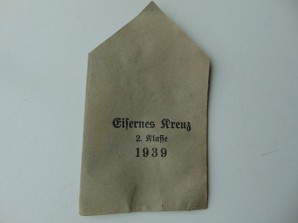 Eisernes Kreuz
2. Klasse
1939